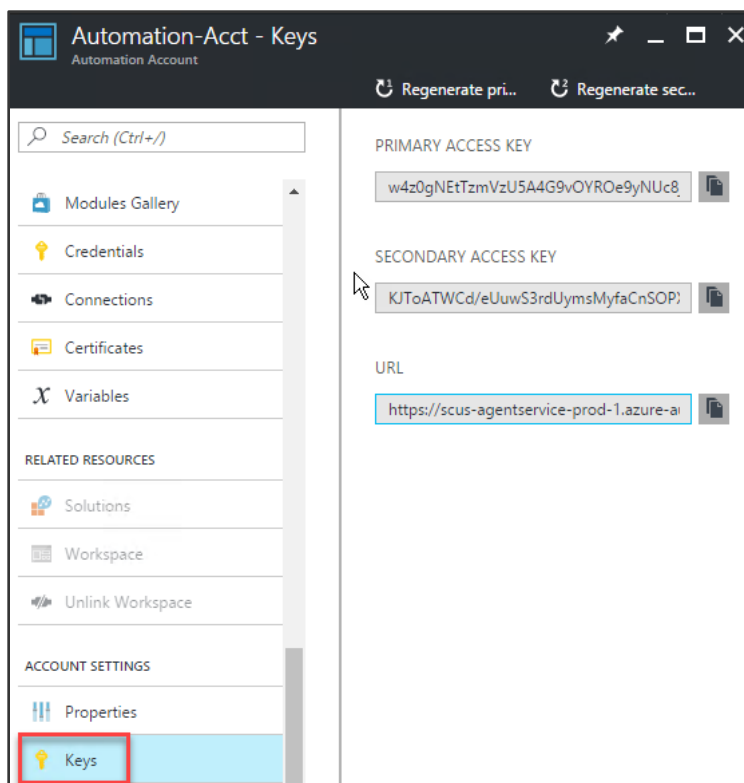 Automation-Acct - Keys
Automation Account
Regenerate pri... Regenerate sec...
Search (Ctrl+/)
Modules Gallery
Credentials
Connections
Certificates
Variables
RELATED RESOURCES
Solutions
Workspace
Unlink Workspace
ACCOUNT SETTINGS
Properties
Keys
PRIMARY ACCESS KEY
w4z0gNEtTzmVzU5A4G9vOYROe9yNUc8
SECONDARY ACCESS KEY
KJToATWCd/eUuwS3rdUymsMyfaCnSOP
URL
https://scus-agentservice-prod-1.azure-au